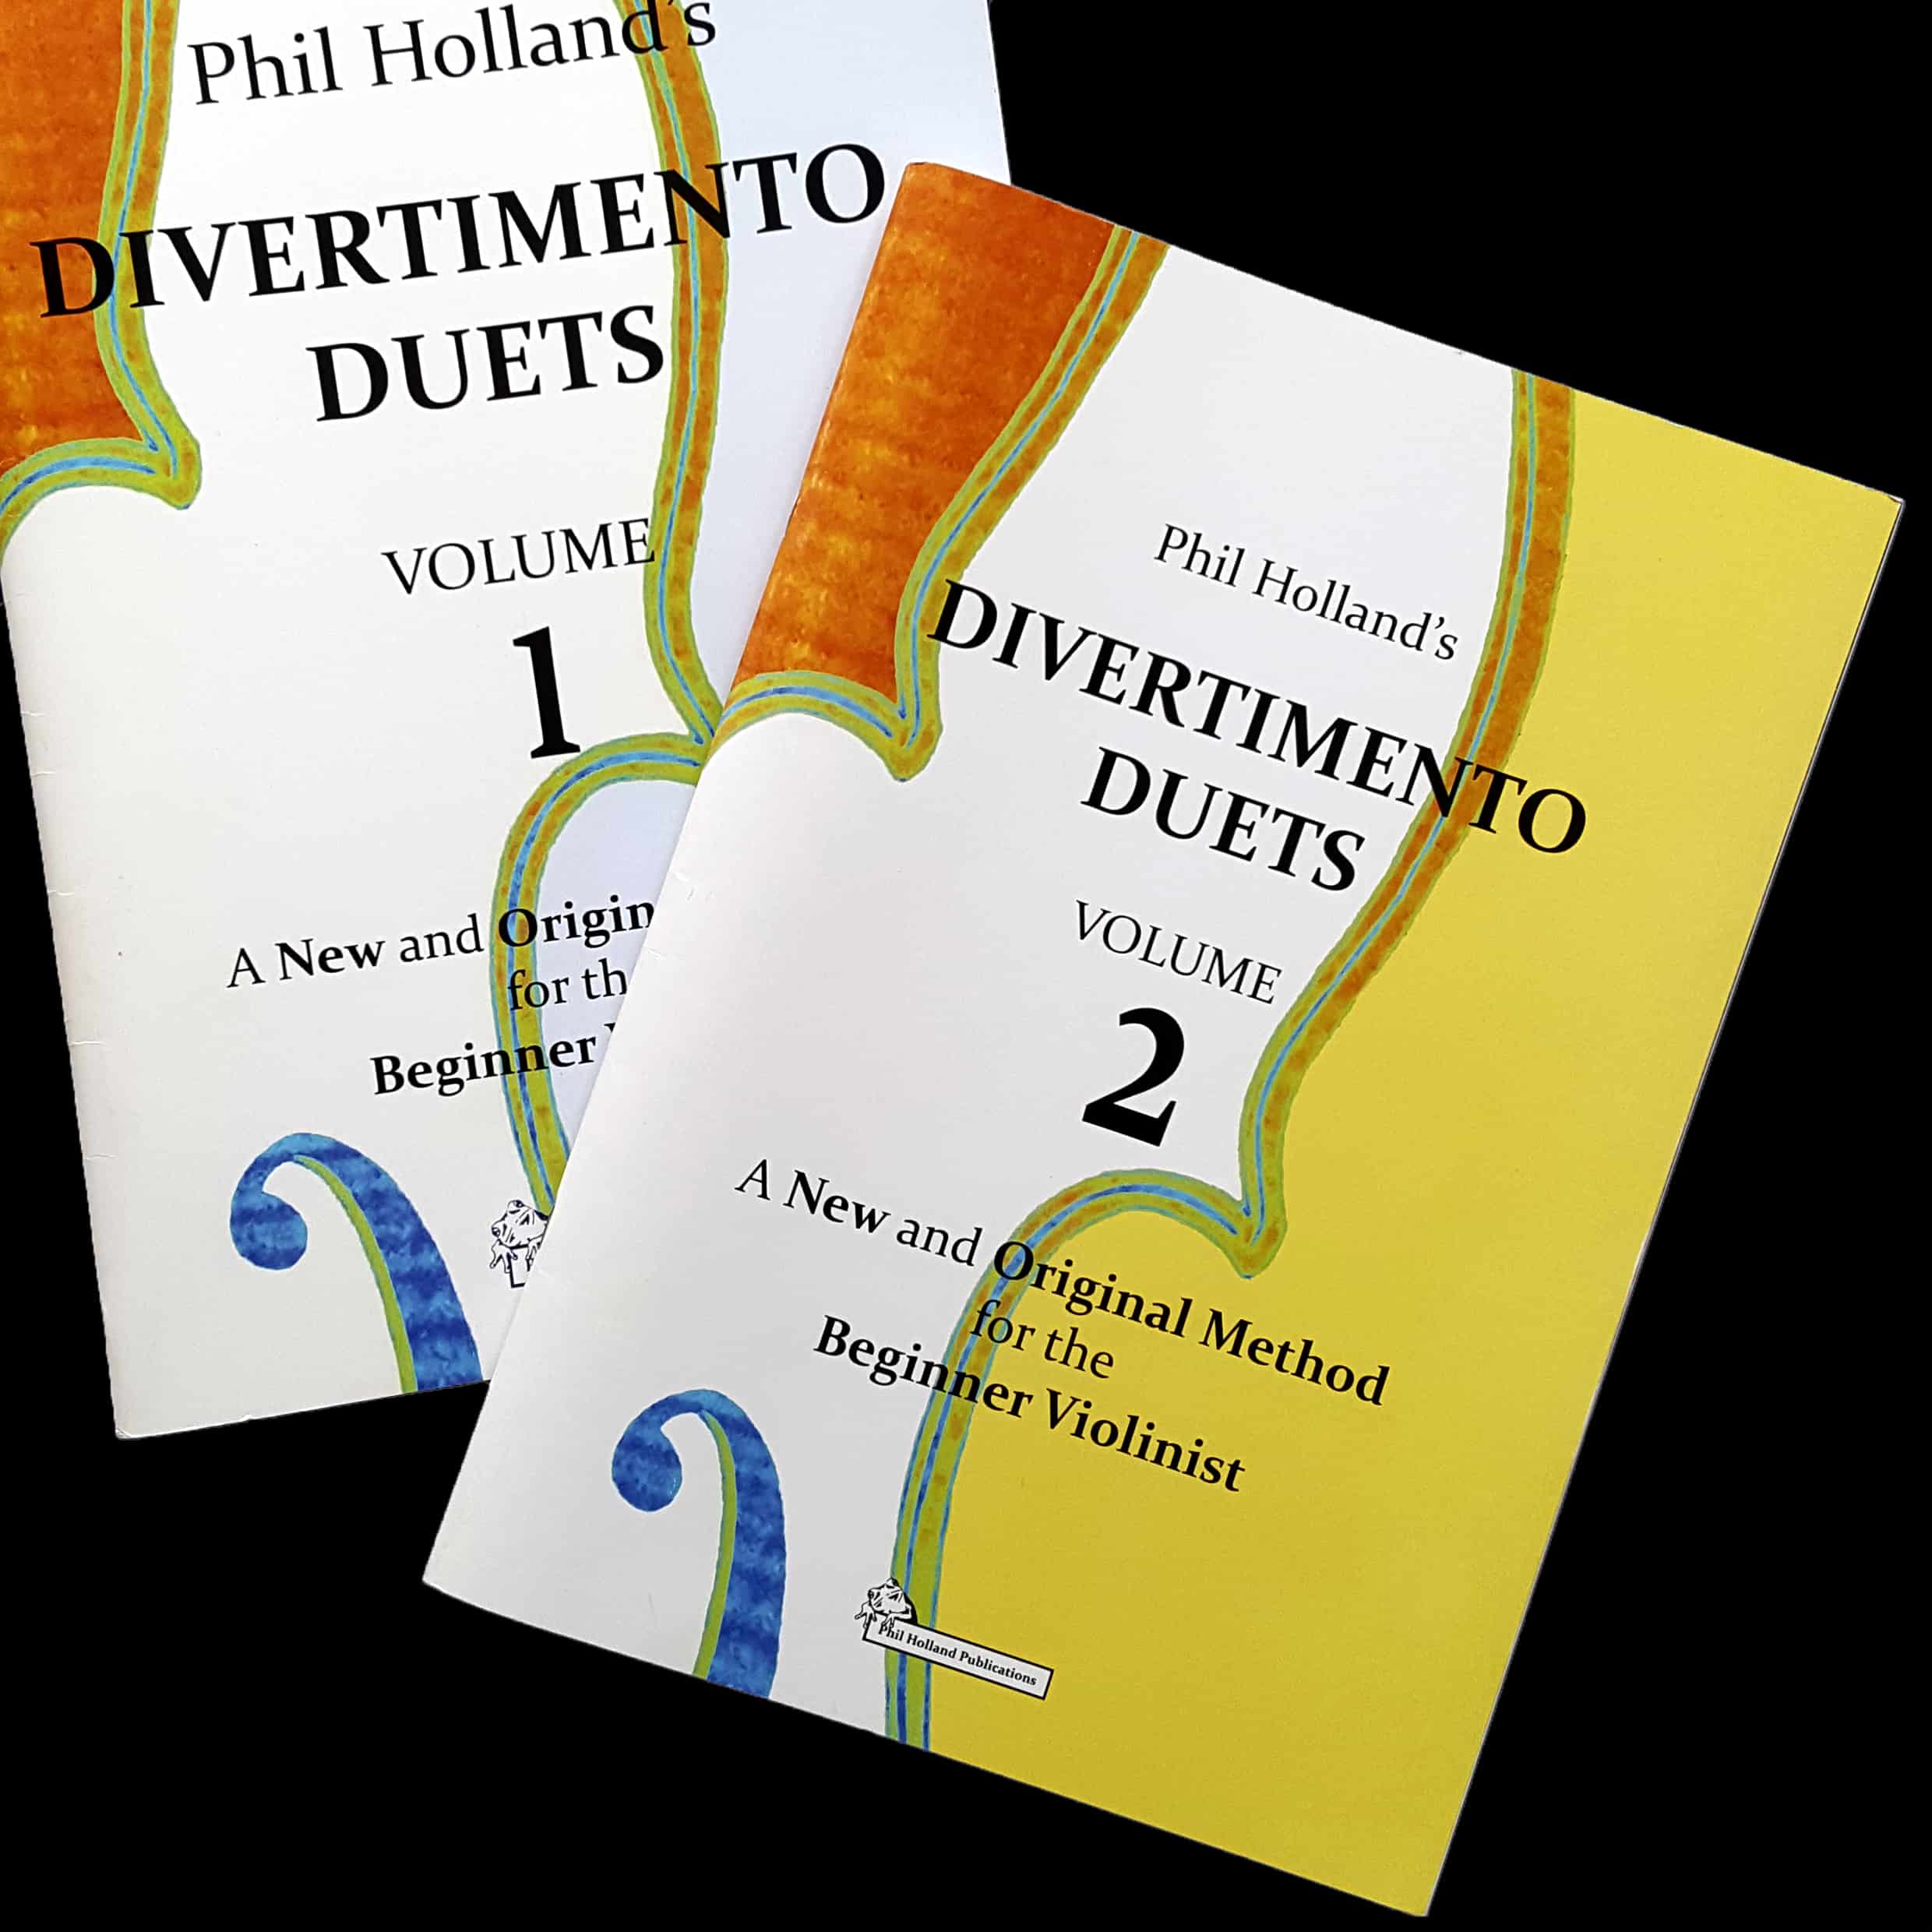 Phil Holland's
DIVERTIMENTO
DUETS
VOLUME
1
A New and Origin
for th
Beginner
Phil Holland's
DIVERTIMENTO
DUETS
VOLUME
2
A New and Original Method
for the
Beginner Violinist
Phil Holland Publications